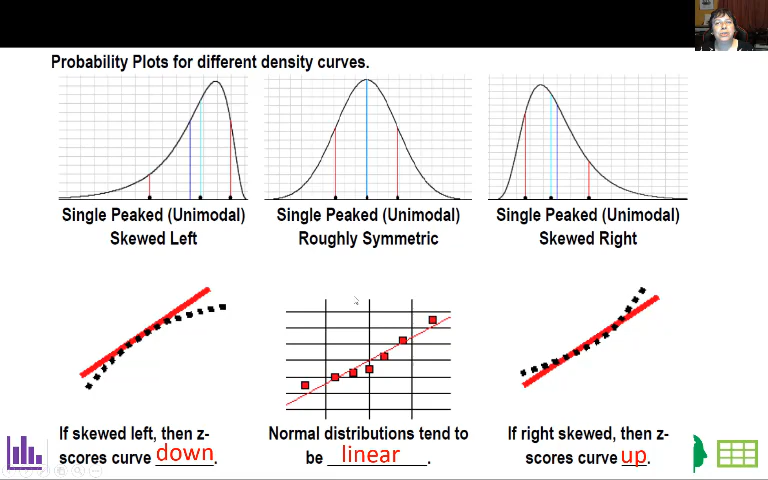 Probability Plots for different density curves.
Single Peaked (Unimodal)
Skewed Left
Single Peaked (Unimodal)
Roughly Symmetric
Single Peaked (Unimodal)
Skewed Right
If skewed left, then z-
scores curve down.
Normal distributions tend to
be linear.
If right skewed, then z-
scores curve up.